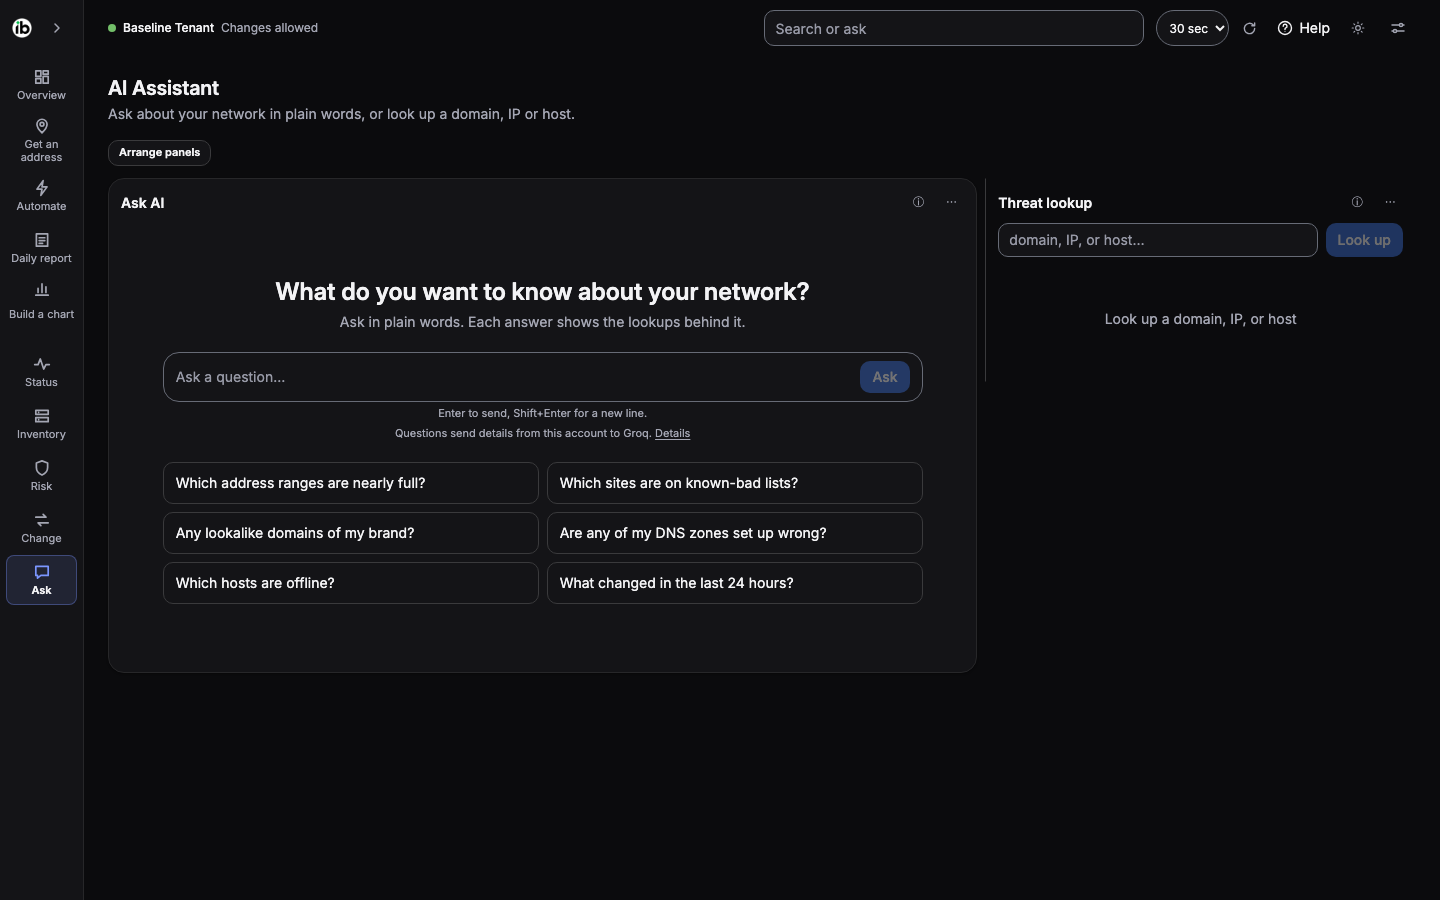 ib
Baseline Tenant Changes allowed
Search or ask
30 sec
Help
Overview
Get an
address
Automate
Daily report
Build a chart
Status
Inventory
Risk
Change
Ask
AI Assistant
Ask about your network in plain words, or look up a domain, IP or host.
Arrange panels
Ask AI
What do you want to know about your network?
Ask in plain words. Each answer shows the lookups behind it.
Ask a question...
Ask
Enter to send, Shift+Enter for a new line.
Questions send details from this account to Groq. Details
Which address ranges are nearly full?
Which sites are on known-bad lists?
Any lookalike domains of my brand?
Are any of my DNS zones set up wrong?
Which hosts are offline?
What changed in the last 24 hours?
Threat lookup
domain, IP, or host...
Look up
Look up a domain, IP, or host